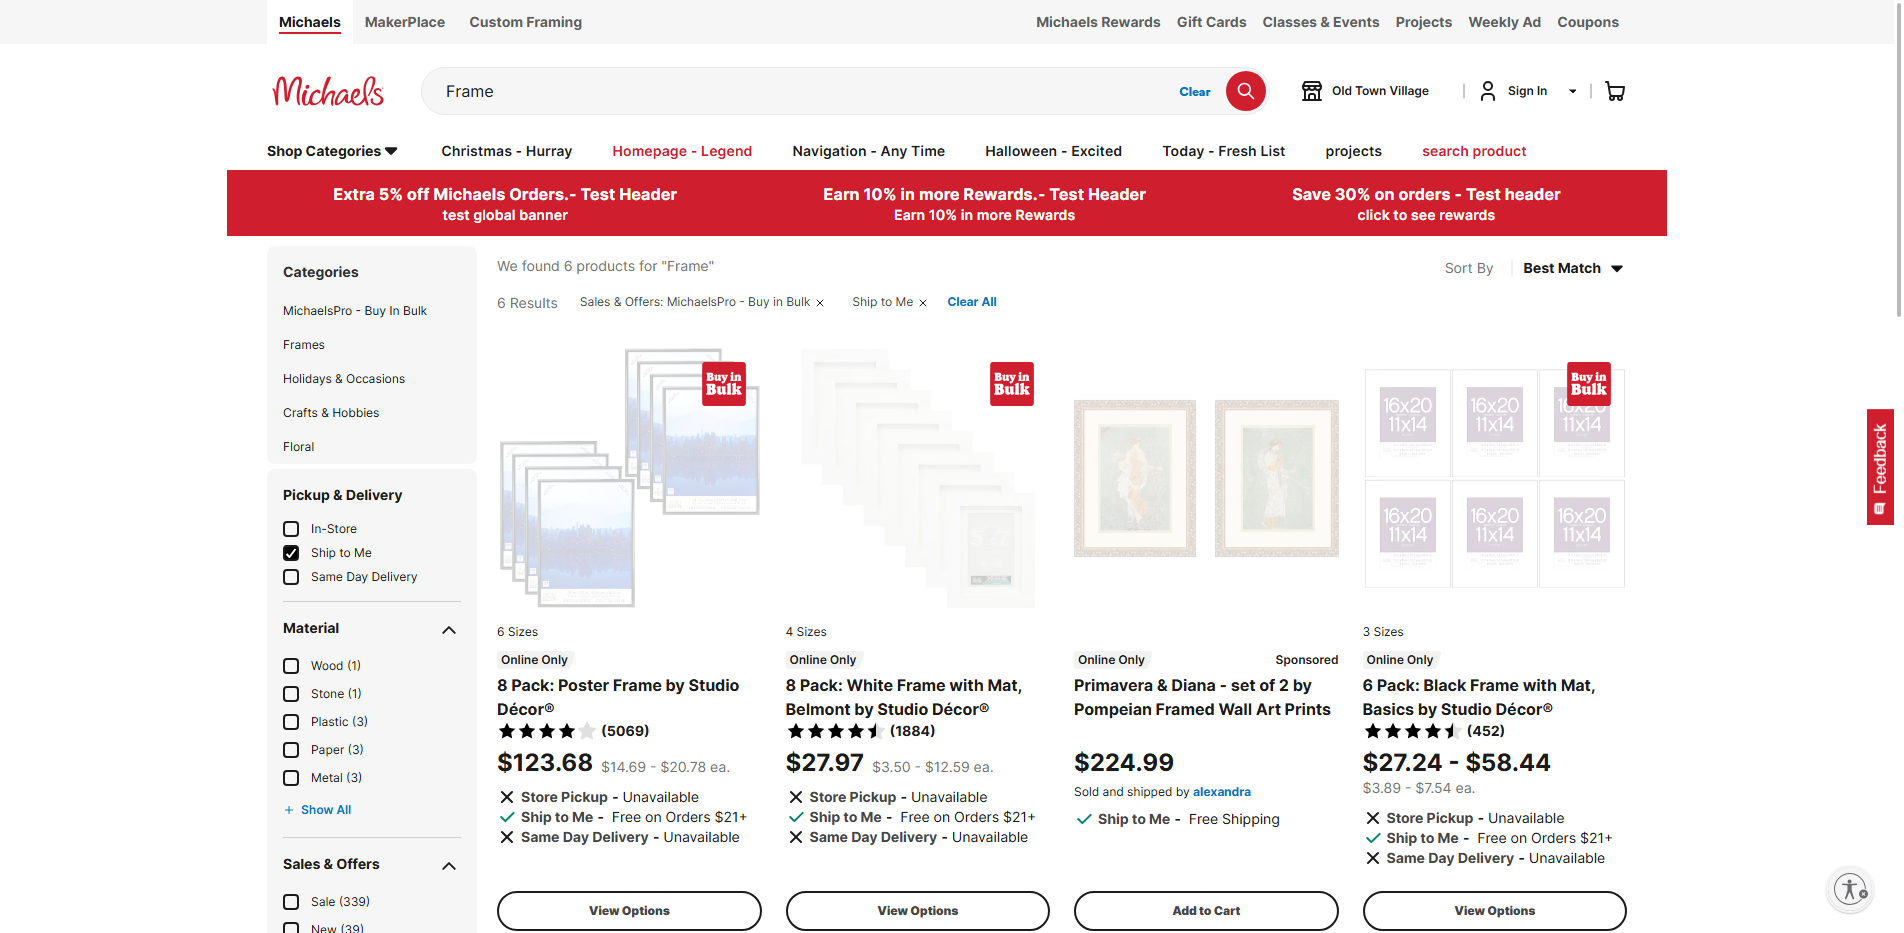 Michaels MakerPlace Custom Framing Michaels Rewards Gift Cards Classes & Events Projects Weekly Ad Coupons
Michaels Frame Clear Old Town Village Sign In
Shop Categories Christmas - Hurray Homepage - Legend Navigation - Any Time Halloween - Excited Today - Fresh List projects search product
Extra 5% off Michaels Orders.- Test Header Earn 10% in more Rewards.- Test Header Save 30% on orders - Test header
test global banner Earn 10% in more Rewards click to see rewards
Categories
MichaelsPro - Buy In Bulk
Frames
Holidays & Occasions
Crafts & Hobbies
Floral
Pickup & Delivery
In-Store
Ship to Me
Same Day Delivery
Material
Wood (1)
Stone (1)
Plastic (3)
Paper (3)
Metal (3)
+ Show All
Sales & Offers
Sale (339)
New (39)
We found 6 products for "Frame"
Sort By Best Match
6 Results Sales & Offers: MichaelsPro - Buy in Bulk × Ship to Me × Clear All
Buy in
Bulk
6 Sizes
Online Only
8 Pack: Poster Frame by Studio
Décor®
(5069)
$123.68 $14.69 - $20.78 ea.
Store Pickup - Unavailable
Ship to Me - Free on Orders $21+
Same Day Delivery - Unavailable
View Options
Buy in
Bulk
5x7
4 Sizes
Online Only
8 Pack: White Frame with Mat,
Belmont by Studio Décor®
(1884)
$27.97 $3.50 - $12.59 ea.
Store Pickup - Unavailable
Ship to Me - Free on Orders $21+
Same Day Delivery - Unavailable
View Options
Online Only Sponsored
Primavera & Diana - set of 2 by
Pompeian Framed Wall Art Prints
$224.99
Sold and shipped by alexandra
Ship to Me - Free Shipping
Add to Cart
Buy in
Bulk
16x20 16x20 16x20
11x14 11x14 11x14
16x20 16x20 16x20
11x14 11x14 11x14
3 Sizes
Online Only
6 Pack: Black Frame with Mat,
Basics by Studio Décor®
(452)
$27.24 - $58.44
$3.89 - $7.54 ea.
Store Pickup - Unavailable
Ship to Me - Free on Orders $21+
Same Day Delivery - Unavailable
View Options
Feedback